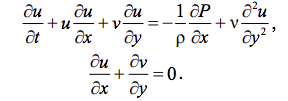 ∂u/∂t + u ∂u/∂x + v ∂u/∂y = − 1/ρ ∂P/∂x + ν ∂²u/∂y² ,
∂u/∂x + ∂v/∂y = 0 .